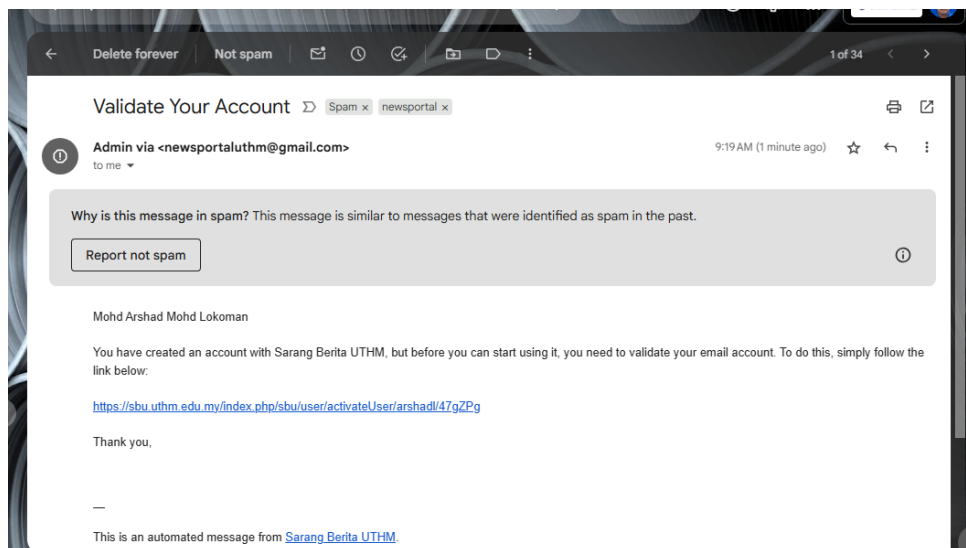 Delete forever
Not spam
1 of 34
Validate Your Account
Spam x
newsportal x
Admin via <newsportaluthm@gmail.com>
9:19 AM (1 minute ago)
to me
Why is this message in spam? This message is similar to messages that were identified as spam in the past.
Report not spam
Mohd Arshad Mohd Lokoman
You have created an account with Sarang Berita UTHM, but before you can start using it, you need to validate your email account. To do this, simply follow the
link below:
https://sbu.uthm.edu.my/index.php/sbu/user/activateUser/arshadl/47gZPg
Thank you,
—
This is an automated message from Sarang Berita UTHM.